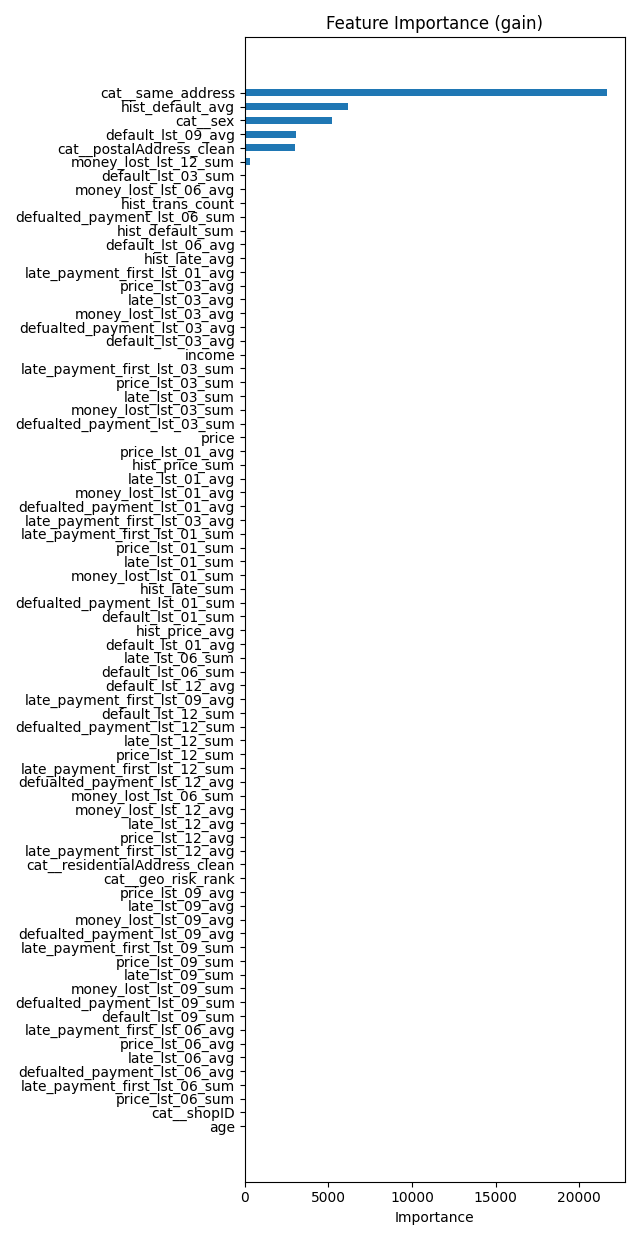 Feature Importance (gain)
cat__same_address
hist_default_avg
cat__sex
default_lst_09_avg
cat__postalAddress_clean
money_lost_lst_12_sum
default_lst_03_sum
money_lost_lst_06_avg
hist_trans_count
defualted_payment_lst_06_sum
hist_default_sum
default_lst_06_avg
hist_late_avg
late_payment_first_lst_01_avg
price_lst_03_avg
late_lst_03_avg
money_lost_lst_03_avg
defualted_payment_lst_03_avg
default_lst_03_avg
income
late_payment_first_lst_03_sum
price_lst_03_sum
late_lst_03_sum
money_lost_lst_03_sum
defualted_payment_lst_03_sum
price
price_lst_01_avg
hist_price_sum
late_lst_01_avg
money_lost_lst_01_avg
defualted_payment_lst_01_avg
late_payment_first_lst_03_avg
late_payment_first_lst_01_sum
price_lst_01_sum
late_lst_01_sum
money_lost_lst_01_sum
hist_late_sum
defualted_payment_lst_01_sum
default_lst_01_sum
hist_price_avg
default_lst_01_avg
late_lst_06_sum
default_lst_06_sum
default_lst_12_avg
late_payment_first_lst_09_avg
default_lst_12_sum
defualted_payment_lst_12_sum
late_lst_12_sum
price_lst_12_sum
late_payment_first_lst_12_sum
defualted_payment_lst_12_avg
money_lost_lst_06_sum
money_lost_lst_12_avg
late_lst_12_avg
price_lst_12_avg
late_payment_first_lst_12_avg
cat__residentialAddress_clean
cat__geo_risk_rank
price_lst_09_avg
late_lst_09_avg
money_lost_lst_09_avg
defualted_payment_lst_09_avg
late_payment_first_lst_09_sum
price_lst_09_sum
late_lst_09_sum
money_lost_lst_09_sum
defualted_payment_lst_09_sum
default_lst_09_sum
late_payment_first_lst_06_avg
price_lst_06_avg
late_lst_06_avg
defualted_payment_lst_06_avg
late_payment_first_lst_06_sum
price_lst_06_sum
cat__shopID
age
0 5000 10000 15000 20000
Importance